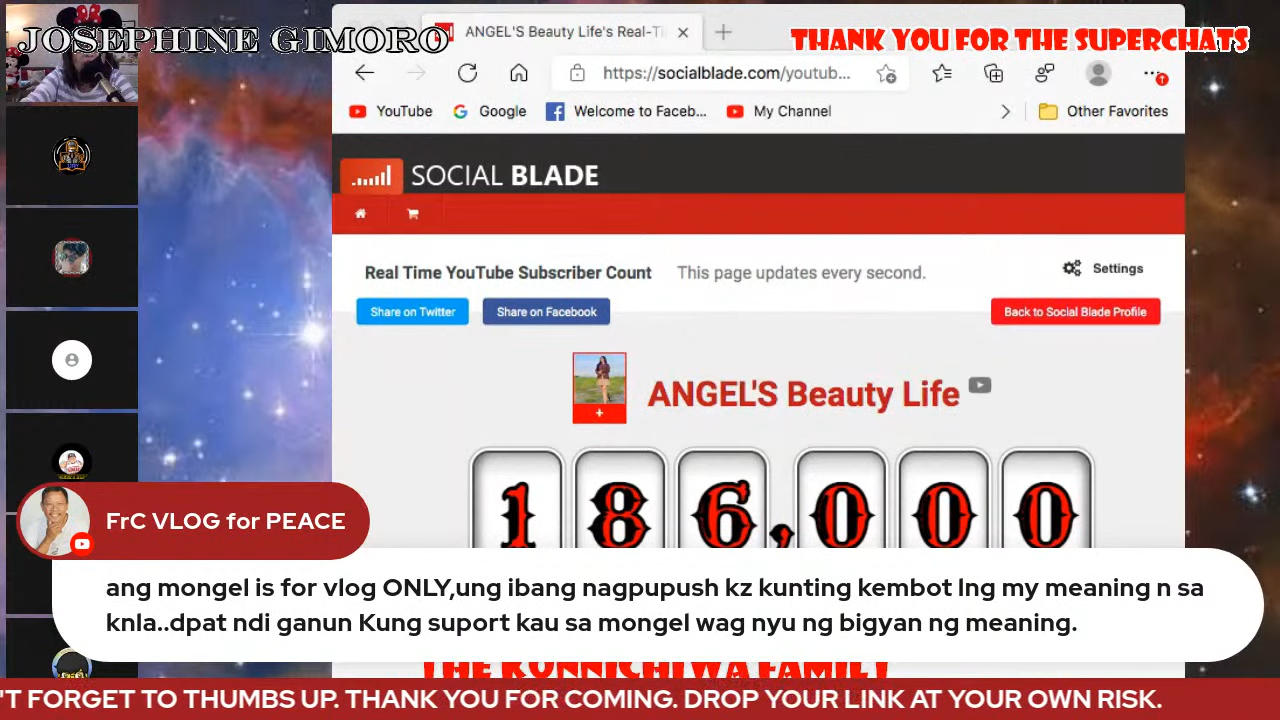 JOSEPHINE GIMORO
ANGEL'S Beauty Life's Real-Ti
THANK YOU FOR THE SUPERCHATS
https://socialblade.com/youtub...
YouTube
Google
Welcome to Faceb...
My Channel
Other Favorites
SOCIAL BLADE
Real Time YouTube Subscriber Count
This page updates every second.
Settings
Share on Twitter
Share on Facebook
Back to Social Blade Profile
+
ANGEL'S Beauty Life
186,000
FrC VLOG for PEACE
ang mongel is for vlog ONLY,ung ibang nagpupush kz kunting kembot lng my meaning n sa
knla..dpat ndi ganun Kung suport kau sa mongel wag nyu ng bigyan ng meaning.
THE KONNICHIWA FAMILY
'T FORGET TO THUMBS UP. THANK YOU FOR COMING. DROP YOUR LINK AT YOUR OWN RISK.